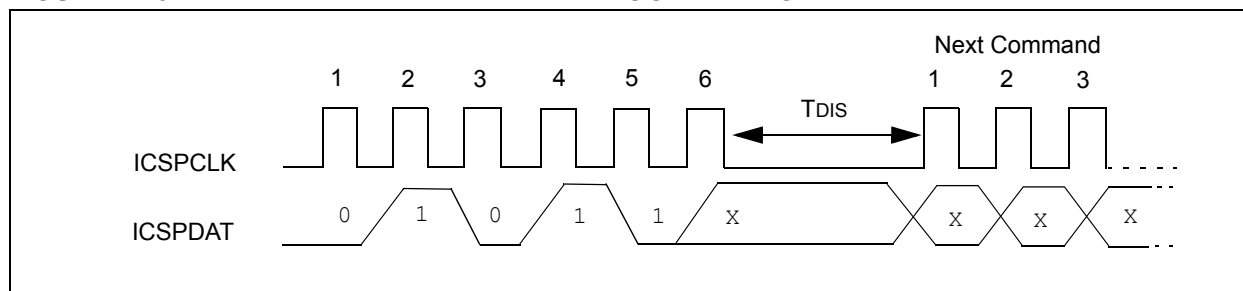 Next Command
1 2 3 4 5 6 1 2 3
TDIS
ICSPCLK
0 1 0 1 1 X X X X
ICSPDAT